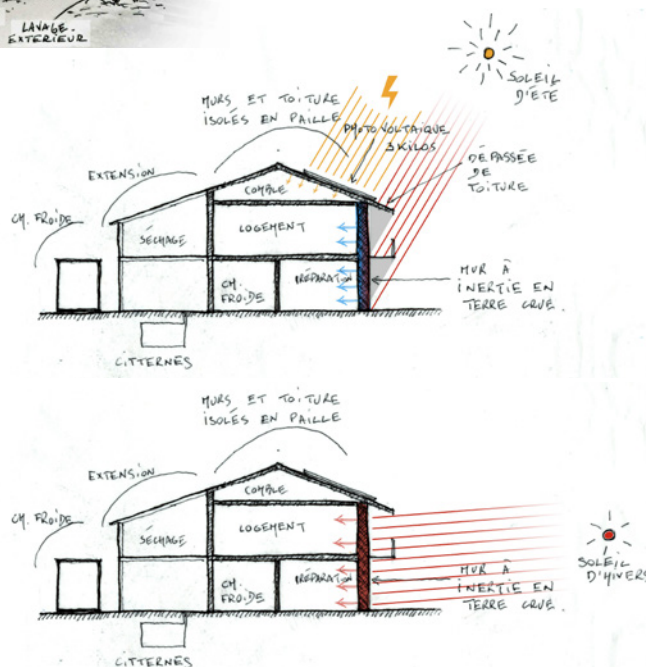 LAVAGE.
EXTERIEUR
SOLEIL
D'ÉTÉ
MURS ET TOITURE
ISOLÉS EN PAILLE
PHOTOVOLTAIQUE
3 KILOS
DÉPASSÉE
DE
TOITURE
EXTENSION
CH. FROIDE
COMBLE
LOGEMENT
SÉCHAGE
CH.
FROIDE
PRÉPARATION
MUR À
INERTIE EN
TERRE CRUE.
CITTERNES
MURS ET TOITURE
ISOLÉS EN PAILLE
EXTENSION
CH. FROIDE
COMBLE
LOGEMENT
SÉCHAGE
CH.
FROIDE
PRÉPARATION
MUR À
INERTIE EN
TERRE CRUE.
SOLEIL
D'HIVERS
CITTERNES